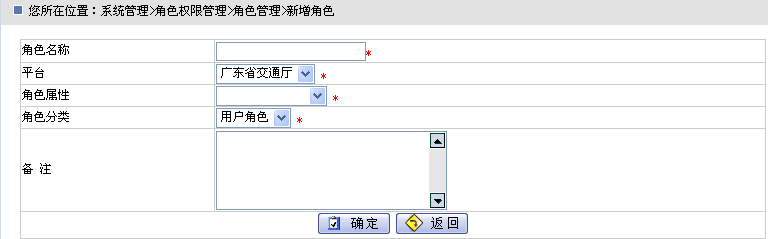 您所在位置：系统管理>角色权限管理>角色管理>新增角色
角色名称 *
平台 广东省交通厅 *
角色属性 *
角色分类 用户角色 *
备 注
确定 返回